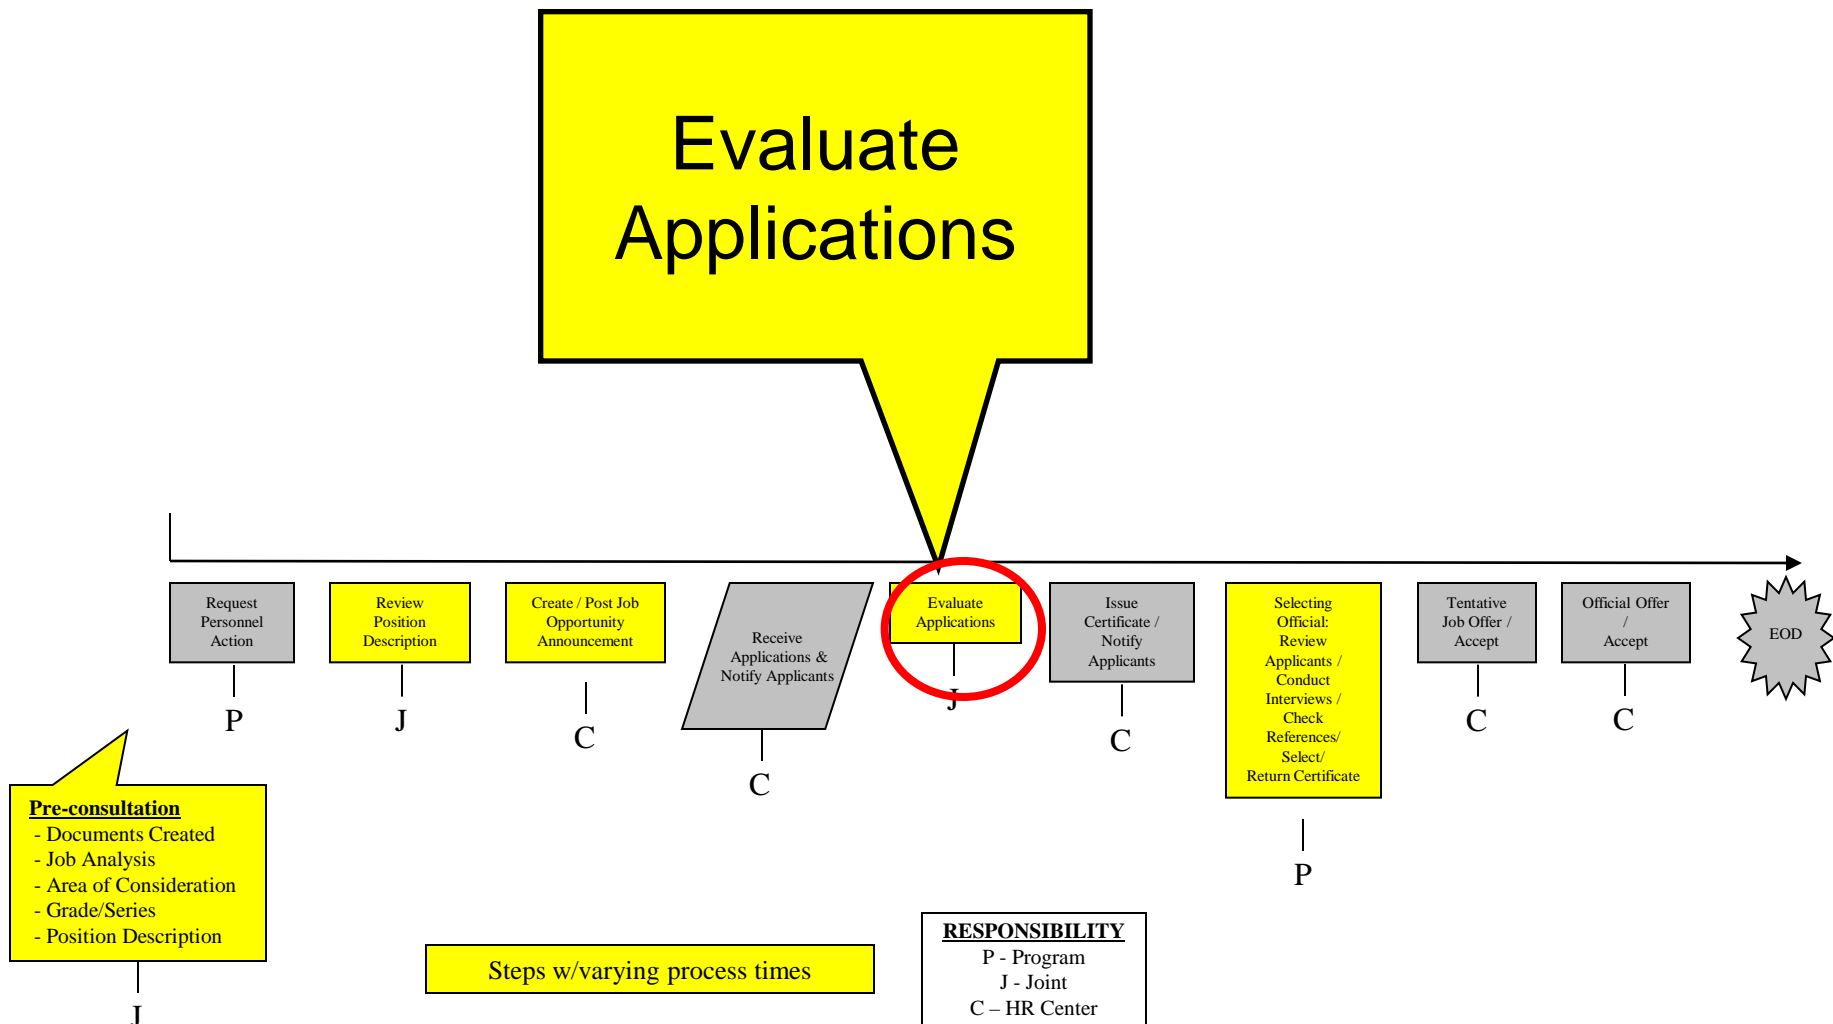 Evaluate
Applications
Request
Personnel
Action
P
Review
Position
Description
J
Create / Post Job
Opportunity
Announcement
C
Receive
Applications &
Notify Applicants
C
Evaluate
Applications
J
Issue
Certificate /
Notify
Applicants
C
Selecting
Official:
Review
Applicants /
Conduct
Interviews /
Check
References/
Select/
Return Certificate
P
Tentative
Job Offer /
Accept
C
Official Offer
/
Accept
C
EOD
Pre-consultation
- Documents Created
- Job Analysis
- Area of Consideration
- Grade/Series
- Position Description
J
Steps w/varying process times
RESPONSIBILITY
P - Program
J - Joint
C – HR Center